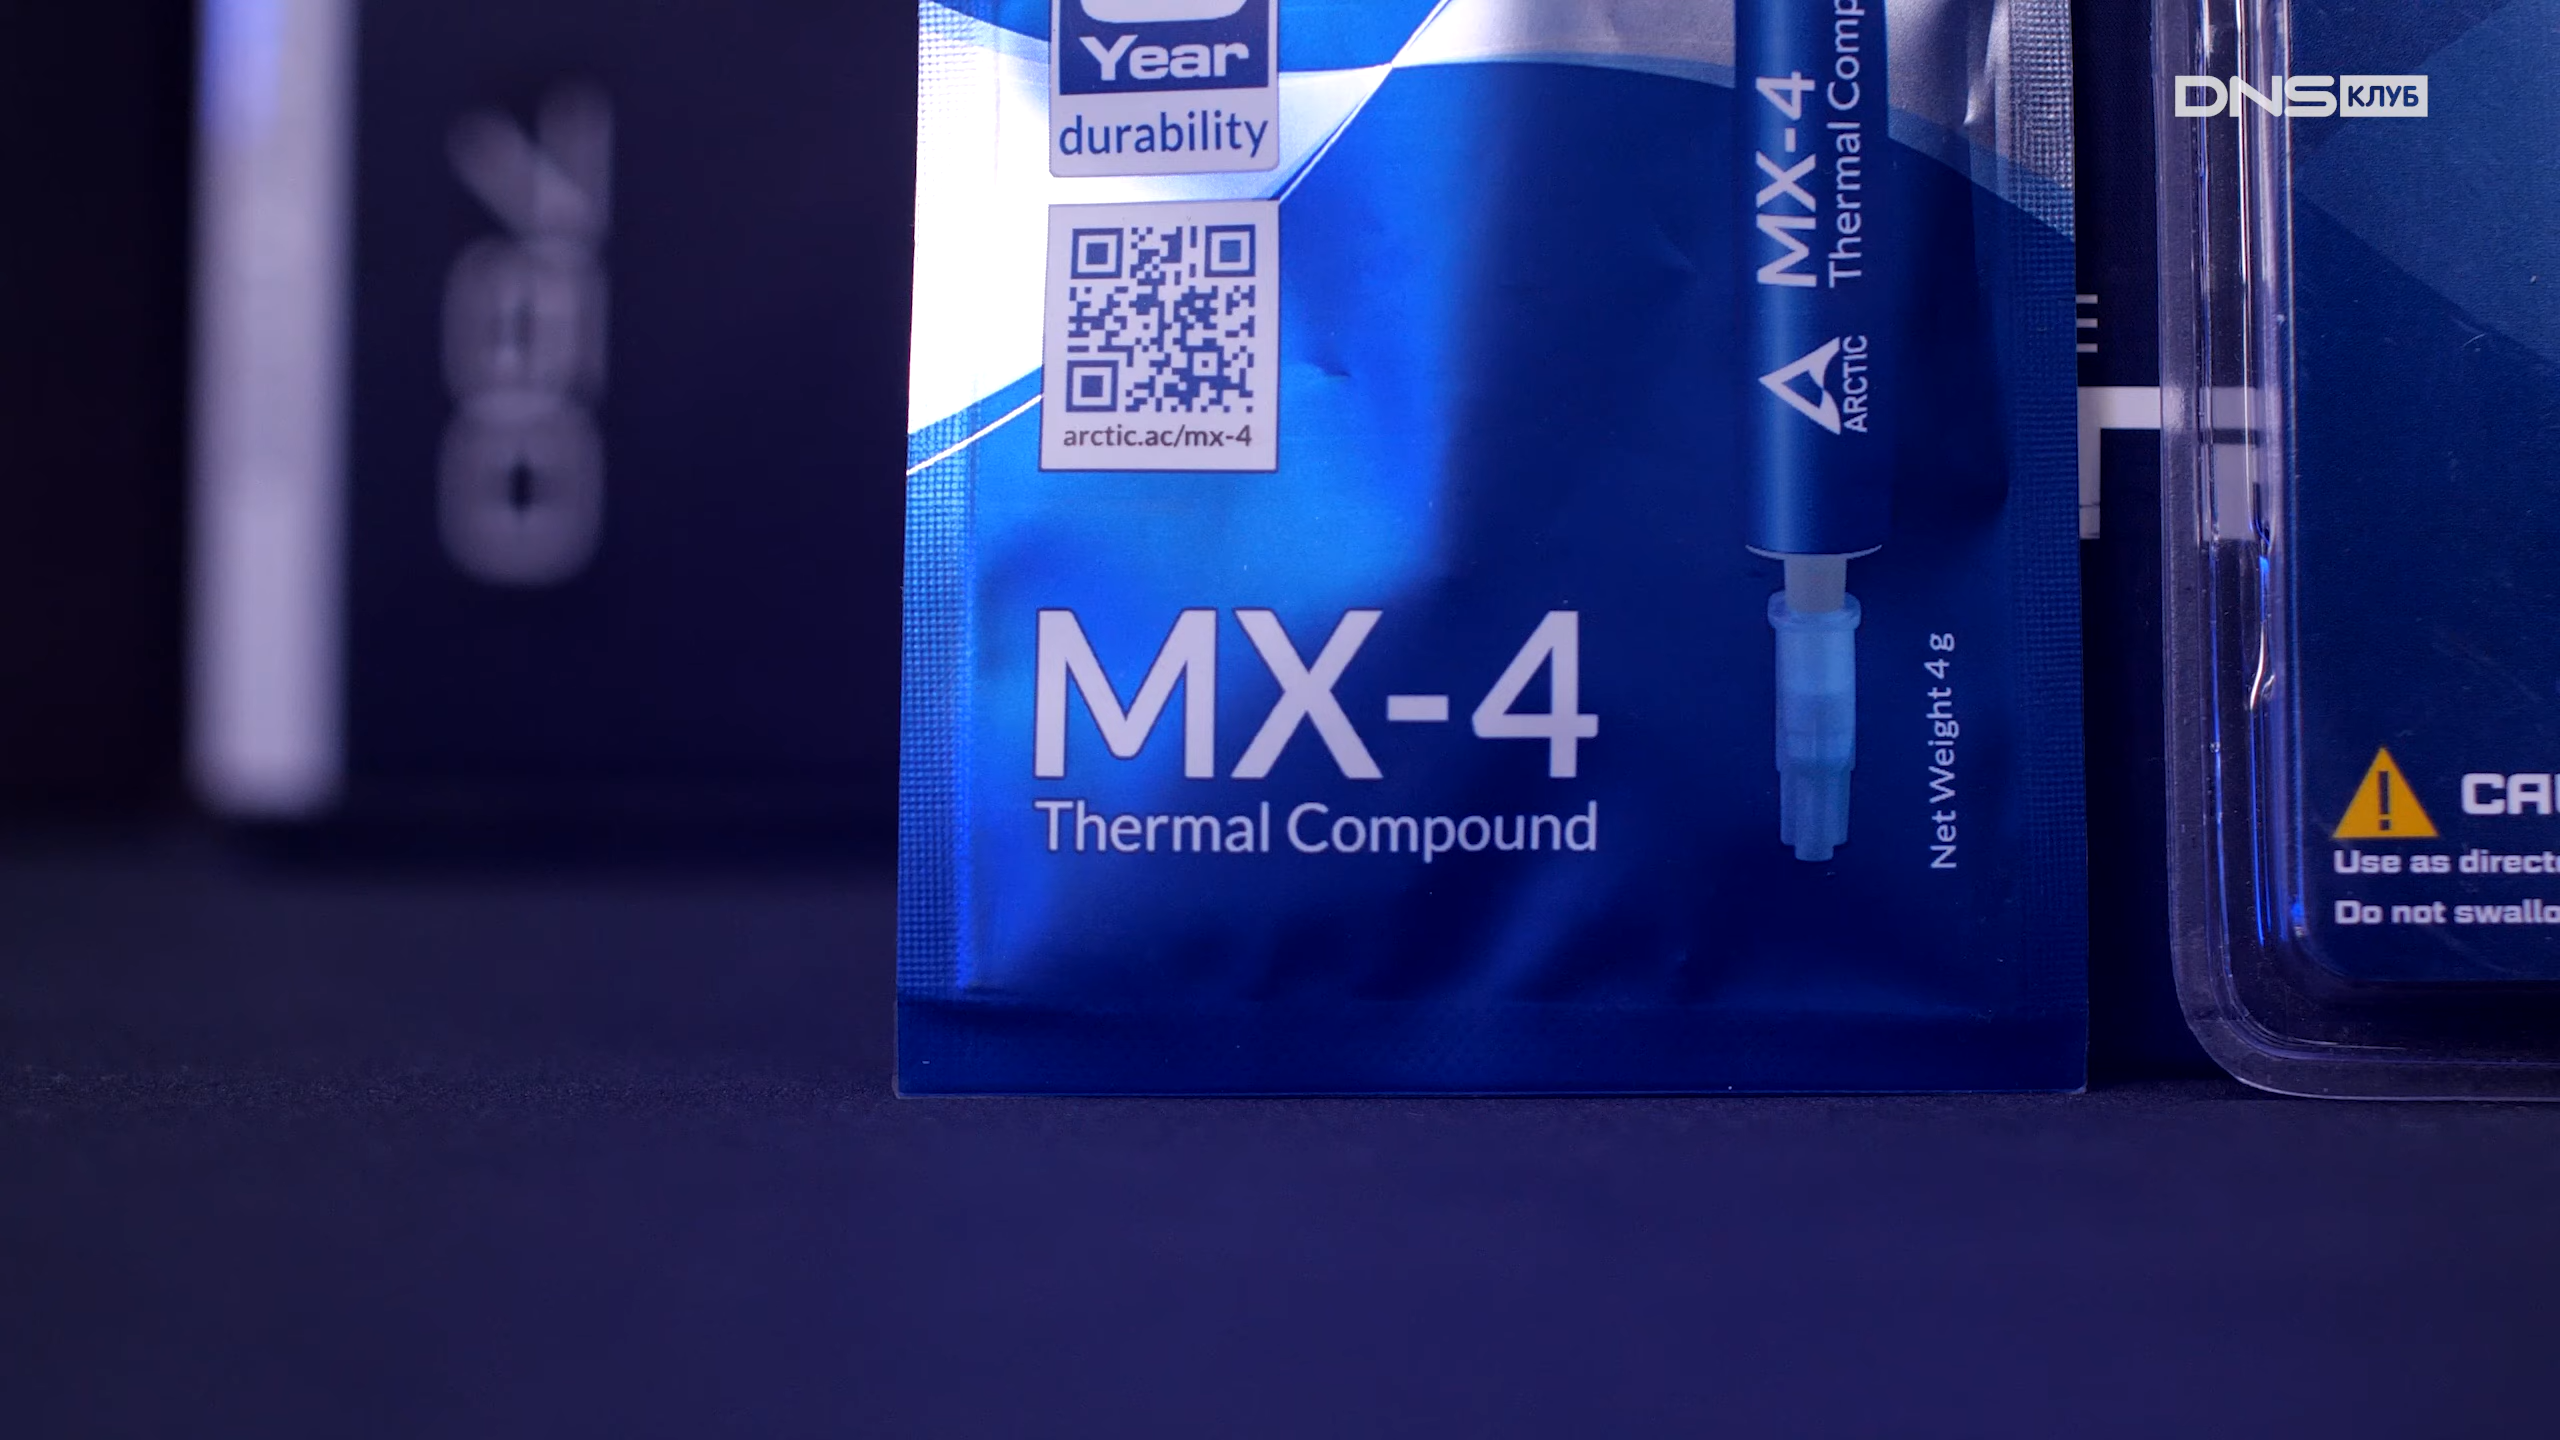 Year
durability
arctic.ac/mx-4
MX-4
Thermal Compound
MX-4
Thermal Comp
ARCTIC
Net Weight 4 g
DNS КЛУБ
CAU
Use as direct
Do not swallo